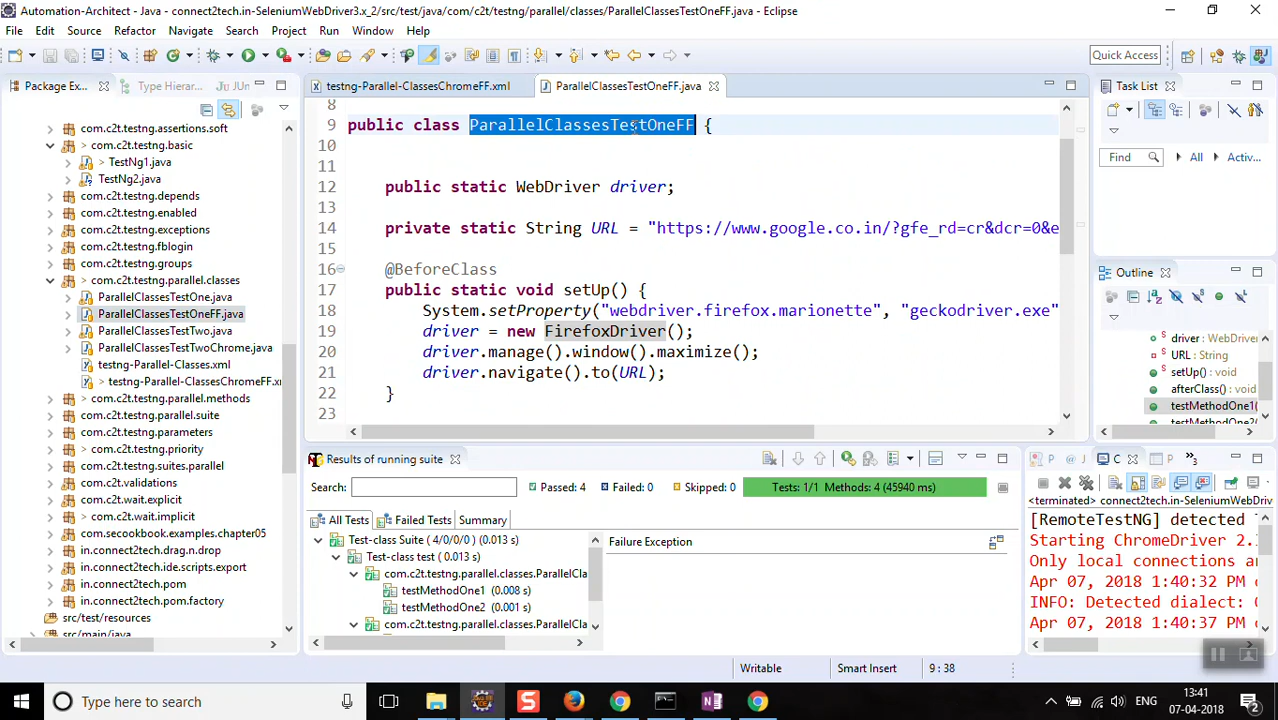 Automation-Architect - Java - connect2tech.in-SeleniumWebDriver3.x_2/src/test/java/com/c2t/testng/parallel/classes/ParallelClassesTestOneFF.java - Eclipse
File Edit Source Refactor Navigate Search Project Run Window Help
Quick Access
Package Ex... Type Hierar... JUn
testng-Parallel-ClassesChromeFF.xml ParallelClassesTestOneFF.java
Task List
Find All Activ...
com.c2t.testng.assertions.soft
> com.c2t.testng.basic
> TestNg1.java
TestNg2.java
com.c2t.testng.depends
com.c2t.testng.enabled
com.c2t.testng.exceptions
com.c2t.testng.fblogin
com.c2t.testng.groups
> com.c2t.testng.parallel.classes
ParallelClassesTestOne.java
ParallelClassesTestOneFF.java
ParallelClassesTestTwo.java
ParallelClassesTestTwoChrome.java
testng-Parallel-Classes.xml
> testng-Parallel-ClassesChromeFF.xr
> com.c2t.testng.parallel.methods
com.c2t.testng.parallel.suite
com.c2t.testng.parameters
> com.c2t.testng.priority
com.c2t.testng.suites.parallel
com.c2t.validations
com.c2t.wait.explicit
> com.c2t.wait.implicit
com.secookbook.examples.chapter05
in.connect2tech.drag.n.drop
in.connect2tech.ide.scripts.export
in.connect2tech.pom
in.connect2tech.pom.factory
src/test/resources
src/main/java
8
9 public class ParallelClassesTestOneFF {
10
11
12 public static WebDriver driver;
13
14 private static String URL = "https://www.google.co.in/?gfe_rd=cr&dcr=0&e
15
16 @BeforeClass
17 public static void setUp() {
18 System.setProperty("webdriver.firefox.marionette", "geckodriver.exe"
19 driver = new FirefoxDriver();
20 driver.manage().window().maximize();
21 driver.navigate().to(URL);
22 }
23
Outline
driver : WebDriver
URL : String
setUp() : void
afterClass() : void
testMethodOne1(
testMethodOne2(
Results of running suite
Search: Passed: 4 Failed: 0 Skipped: 0 Tests: 1/1 Methods: 4 (45940 ms)
All Tests Failed Tests Summary
Test-class Suite ( 4/0/0/0 ) (0.013 s)
Test-class test ( 0.013 s)
com.c2t.testng.parallel.classes.ParallelCla
testMethodOne1 (0.008 s)
testMethodOne2 (0.001 s)
com.c2t.testng.parallel.classes.ParallelCla
Failure Exception
P @ J C P »3
<terminated> connect2tech.in-SeleniumWebDriv
[RemoteTestNG] detected
Starting ChromeDriver 2.
Only local connections a
Apr 07, 2018 1:40:32 PM
INFO: Detected dialect:
Apr 07, 2018 1:40:37 PM
Writable Smart Insert 9 : 38
Type here to search
ENG 13:41
07-04-2018
2